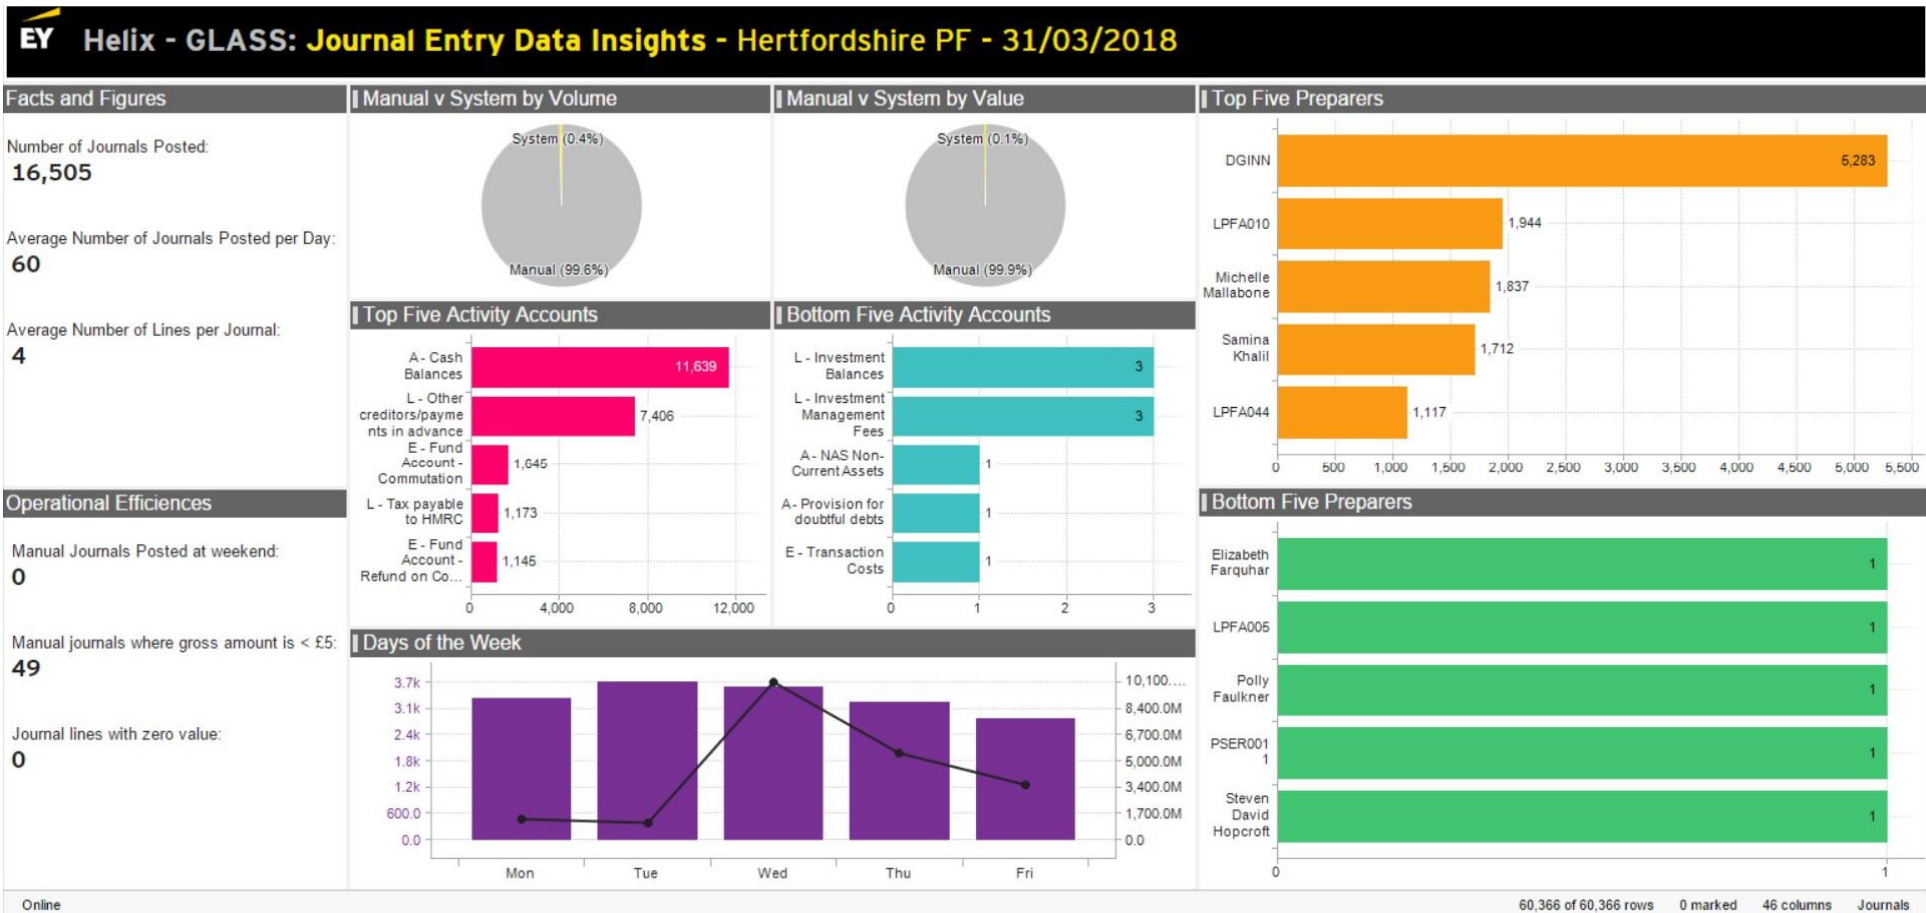 EY
Helix - GLASS: Journal Entry Data Insights - Hertfordshire PF - 31/03/2018
Facts and Figures
Number of Journals Posted:
16,505
Average Number of Journals Posted per Day:
60
Average Number of Lines per Journal:
4
Operational Efficiences
Manual Journals Posted at weekend:
0
Manual journals where gross amount is < £5:
49
Journal lines with zero value:
0
Manual v System by Volume
System (0.4%)
Manual (99.6%)
Manual v System by Value
System (0.1%)
Manual (99.9%)
Top Five Activity Accounts
A - Cash
Balances
11,639
L - Other
creditors/payme
nts in advance
7,406
E - Fund
Account -
Commutation
1,645
L - Tax payable
to HMRC
1,173
E - Fund
Account -
Refund on Co...
1,145
0 4,000 8,000 12,000
Bottom Five Activity Accounts
L - Investment
Balances
3
L - Investment
Management
Fees
3
A - NAS Non-
Current Assets
1
A - Provision for
doubtful debts
1
E - Transaction
Costs
1
0 1 2 3
Days of the Week
3.7k
3.1k
2.4k
1.8k
1.2k
600.0
0.0
10,100....
8,400.0M
6,700.0M
5,000.0M
3,400.0M
1,700.0M
0.0
Mon Tue Wed Thu Fri
Top Five Preparers
DGINN
5,283
LPFA010
1,944
Michelle
Mallabone
1,837
Samina
Khalil
1,712
LPFA044
1,117
0 500 1,000 1,500 2,000 2,500 3,000 3,500 4,000 4,500 5,000 5,500
Bottom Five Preparers
Elizabeth
Farquhar
1
LPFA005
1
Polly
Faulkner
1
PSER001
1
1
Steven
David
Hopcroft
1
0 1
Online
60,366 of 60,366 rows 0 marked 46 columns Journals